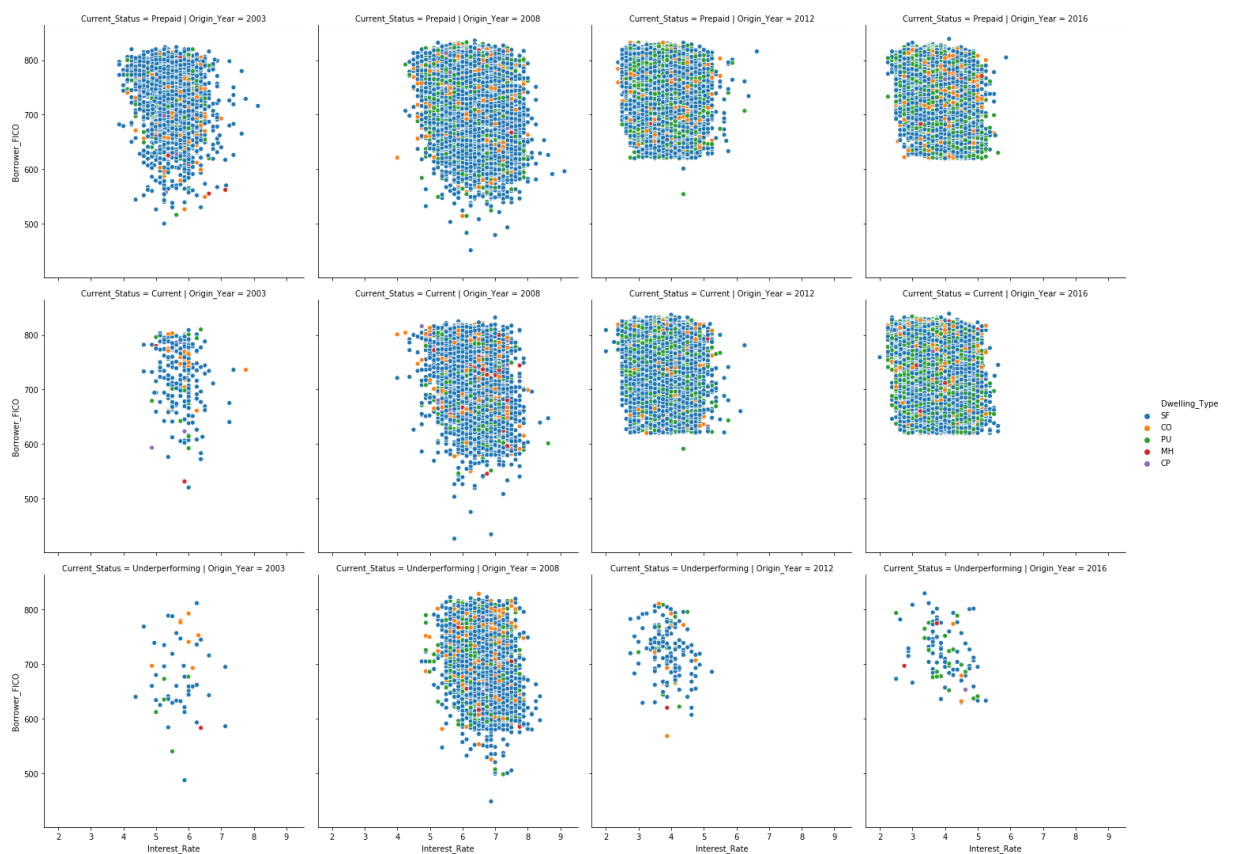 Current_Status = Prepaid | Origin_Year = 2003
Current_Status = Prepaid | Origin_Year = 2008
Current_Status = Prepaid | Origin_Year = 2012
Current_Status = Prepaid | Origin_Year = 2016
800
700
600
500
Borrower_FICO
Current_Status = Current | Origin_Year = 2003
Current_Status = Current | Origin_Year = 2008
Current_Status = Current | Origin_Year = 2012
Current_Status = Current | Origin_Year = 2016
800
700
600
500
Borrower_FICO
Dwelling_Type
SF
CO
PU
MH
CP
Current_Status = Underperforming | Origin_Year = 2003
Current_Status = Underperforming | Origin_Year = 2008
Current_Status = Underperforming | Origin_Year = 2012
Current_Status = Underperforming | Origin_Year = 2016
800
700
600
500
Borrower_FICO
2 3 4 5 6 7 8 9
2 3 4 5 6 7 8 9
2 3 4 5 6 7 8 9
2 3 4 5 6 7 8 9
Interest_Rate
Interest_Rate
Interest_Rate
Interest_Rate